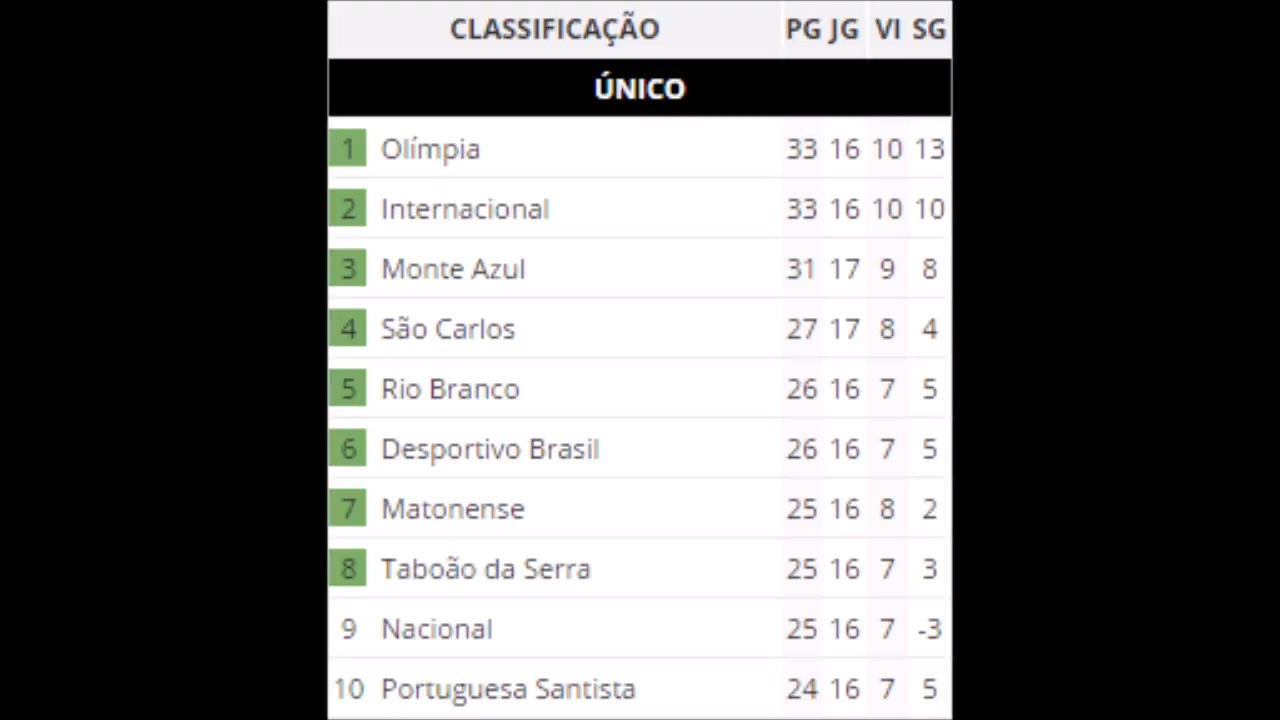 CLASSIFICAÇÃO PG JG VI SG
ÚNICO
1 Olímpia 33 16 10 13
2 Internacional 33 16 10 10
3 Monte Azul 31 17 9 8
4 São Carlos 27 17 8 4
5 Rio Branco 26 16 7 5
6 Desportivo Brasil 26 16 7 5
7 Matonense 25 16 8 2
8 Taboão da Serra 25 16 7 3
9 Nacional 25 16 7 -3
10 Portuguesa Santista 24 16 7 5